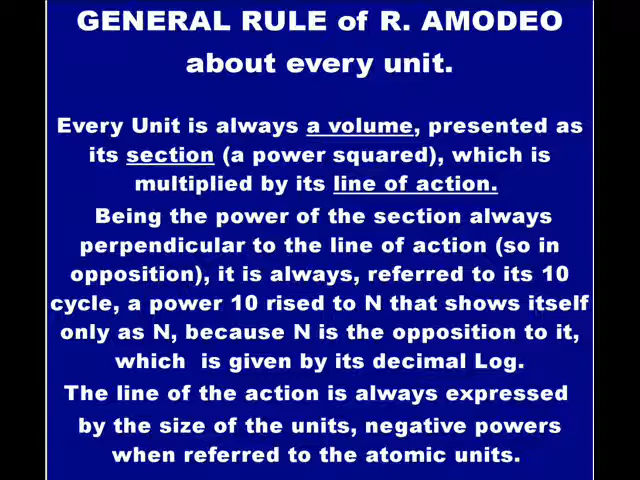 GENERAL RULE of R. AMODEO
about every unit.
Every Unit is always a volume, presented as
its section (a power squared), which is
multiplied by its line of action.
Being the power of the section always
perpendicular to the line of action (so in
opposition), it is always, referred to its 10
cycle, a power 10 rised to N that shows itself
only as N, because N is the opposition to it,
which is given by its decimal Log.
The line of the action is always expressed
by the size of the units, negative powers
when referred to the atomic units.